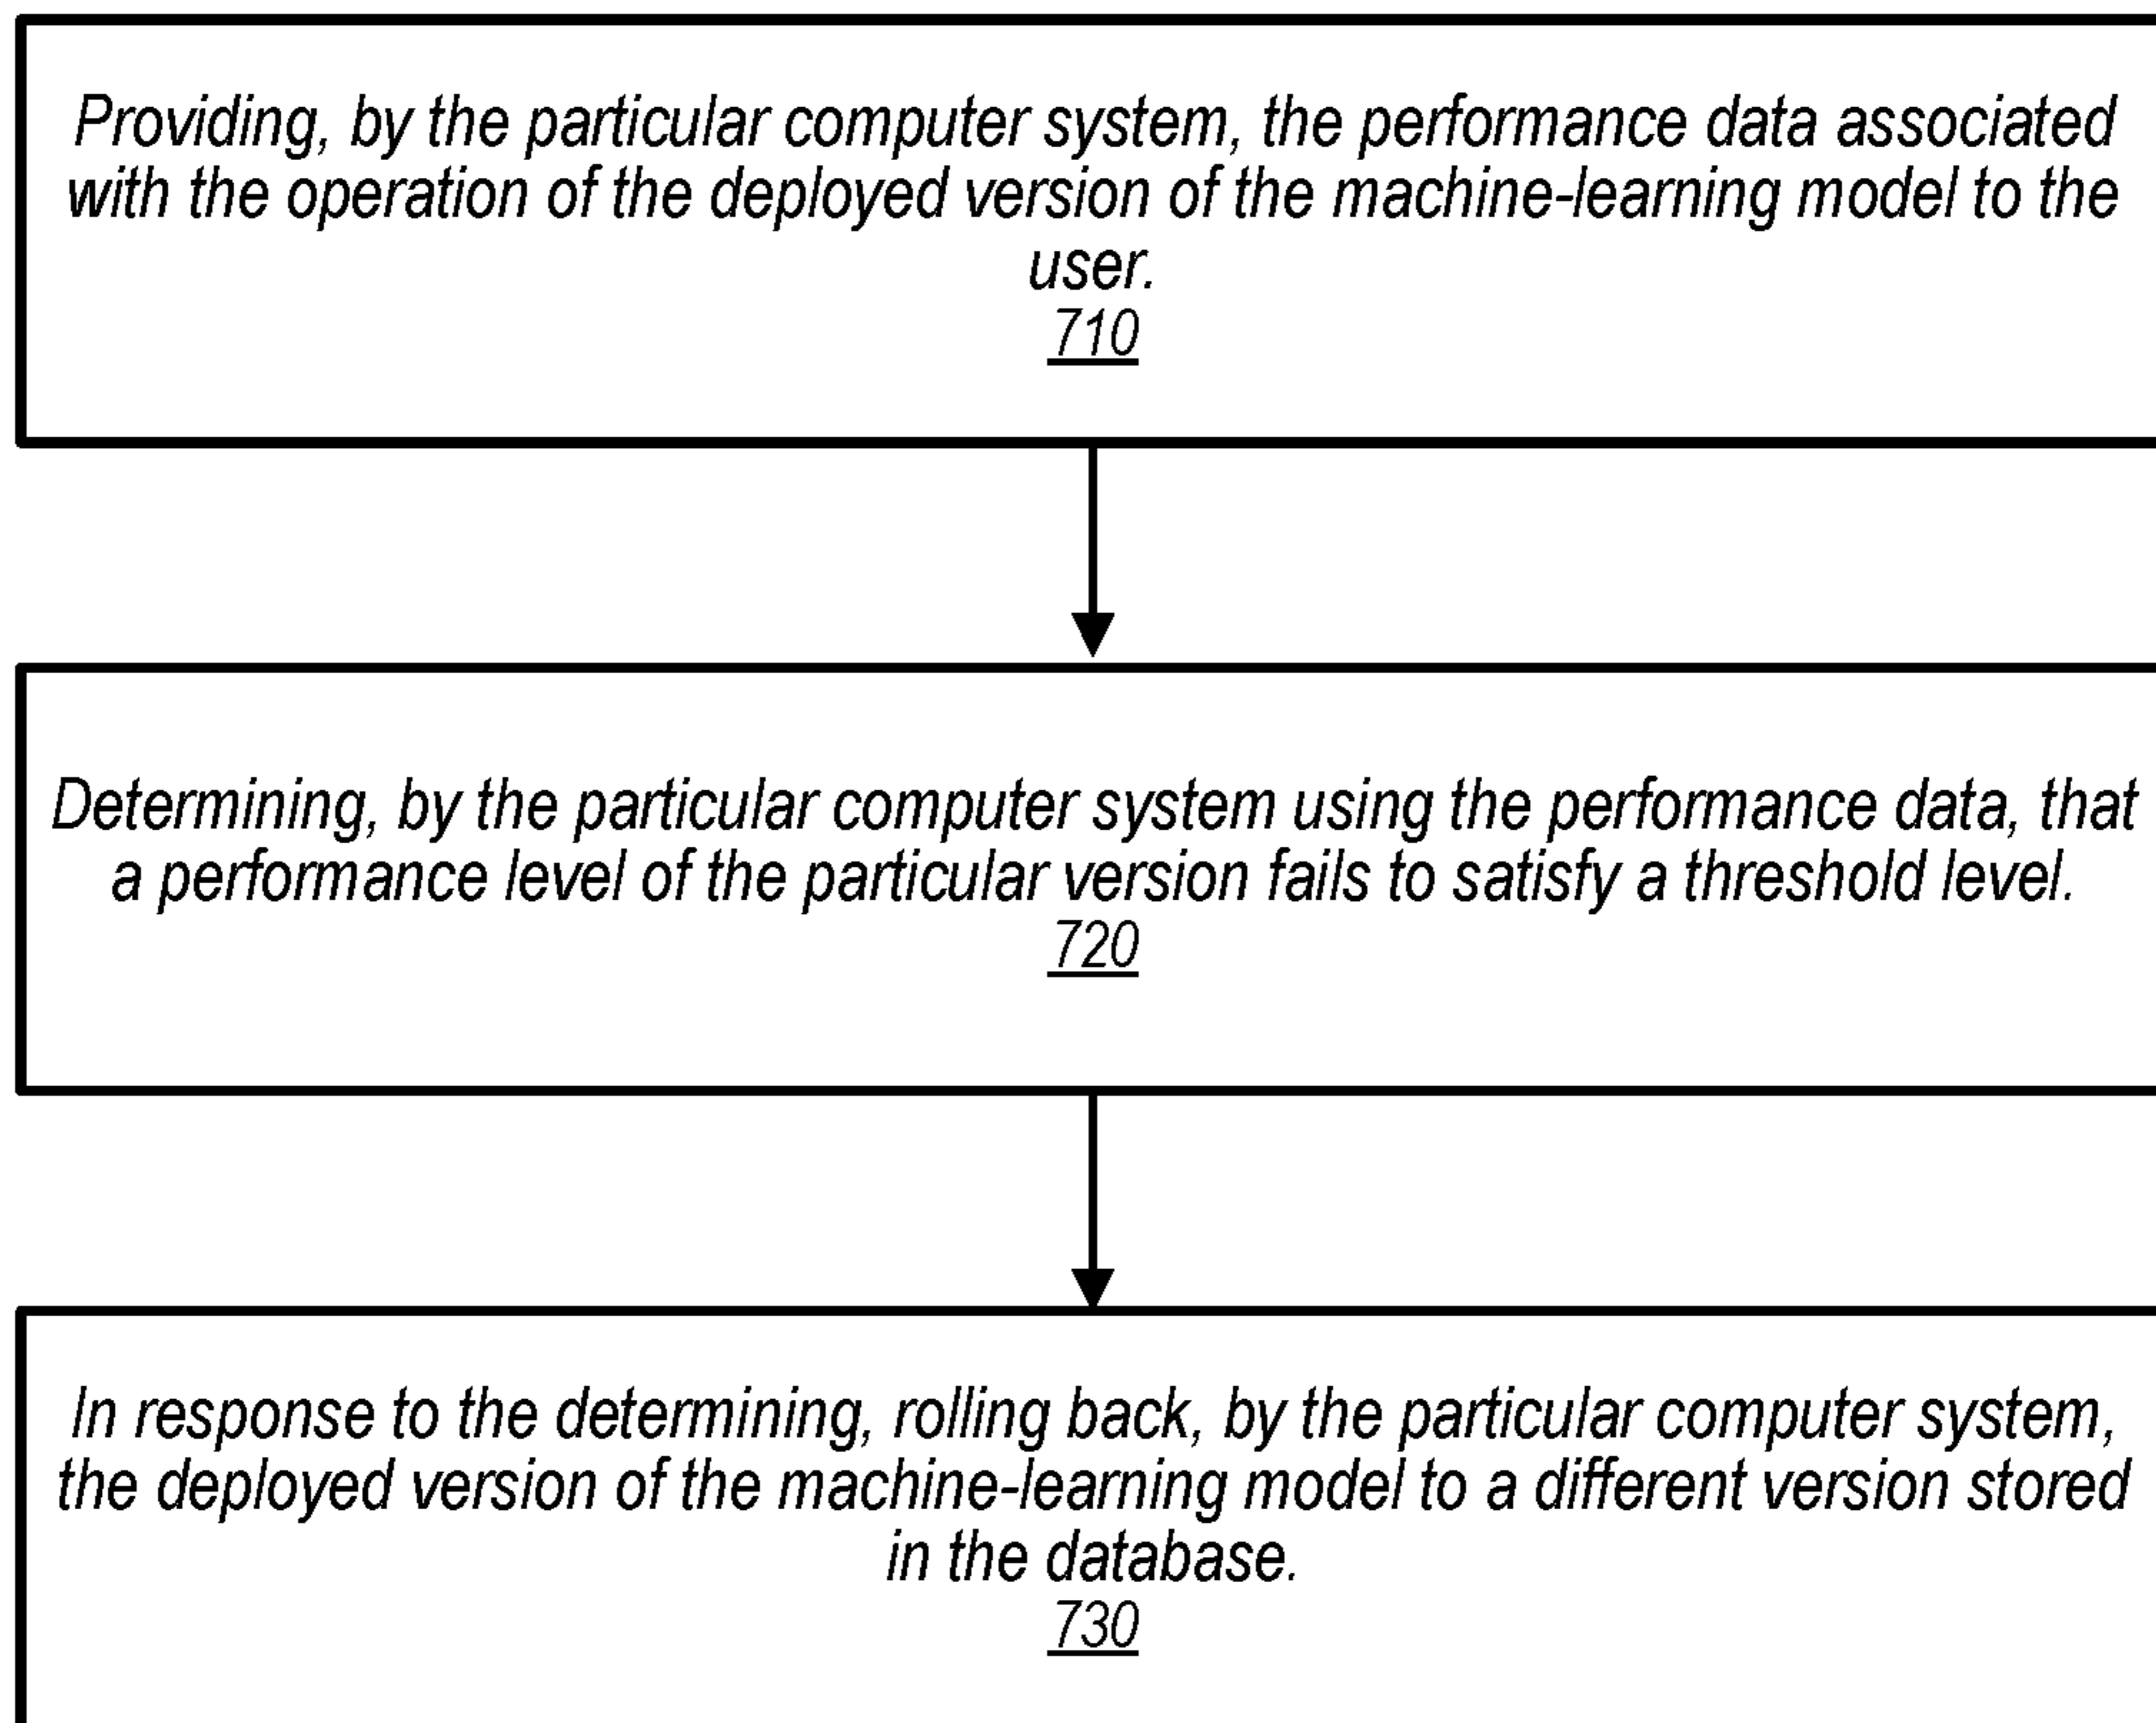 Providing, by the particular computer system, the performance data associated
with the operation of the deployed version of the machine-learning model to the
user.
710
Determining, by the particular computer system using the performance data, that
a performance level of the particular version fails to satisfy a threshold level.
720
In response to the determining, rolling back, by the particular computer system,
the deployed version of the machine-learning model to a different version stored
in the database.
730